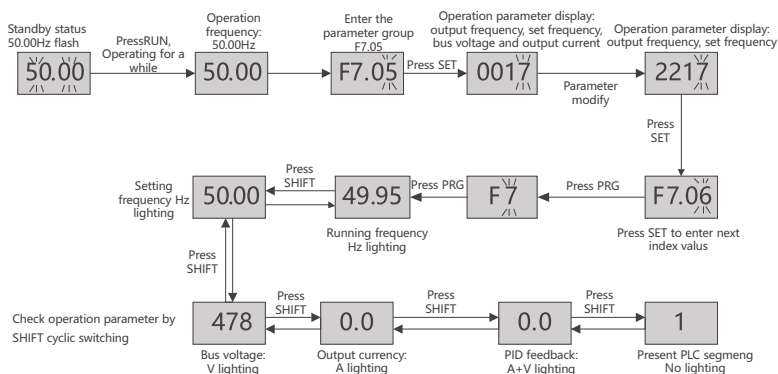 Standby status
50.00Hz flash
50.00
PressRUN,
Operating for a
while
Operation
frequency:
50.00Hz
50.00
Enter the
parameter group
F7.05
F7.05
Press SET
Operation parameter display:
output frequency, set frequency,
bus voltage and output current
0017
Parameter
modify
Operation parameter display:
output frequency, set frequency
2217
Press
SET
F7.06
Press SET to enter next
index valus
Press PRG
F 7
Press PRG
49.95
Running frequency
Hz lighting
Press
SHIFT
50.00
Setting
frequency Hz
lighting
Press
SHIFT
Check operation parameter by
SHIFT cyclic switching
478
Bus voltage:
V lighting
Press
SHIFT
0.0
Output currency:
A lighting
Press
SHIFT
0.0
PID feedback:
A+V lighting
Press
SHIFT
1
Present PLC segmeng
No lighting